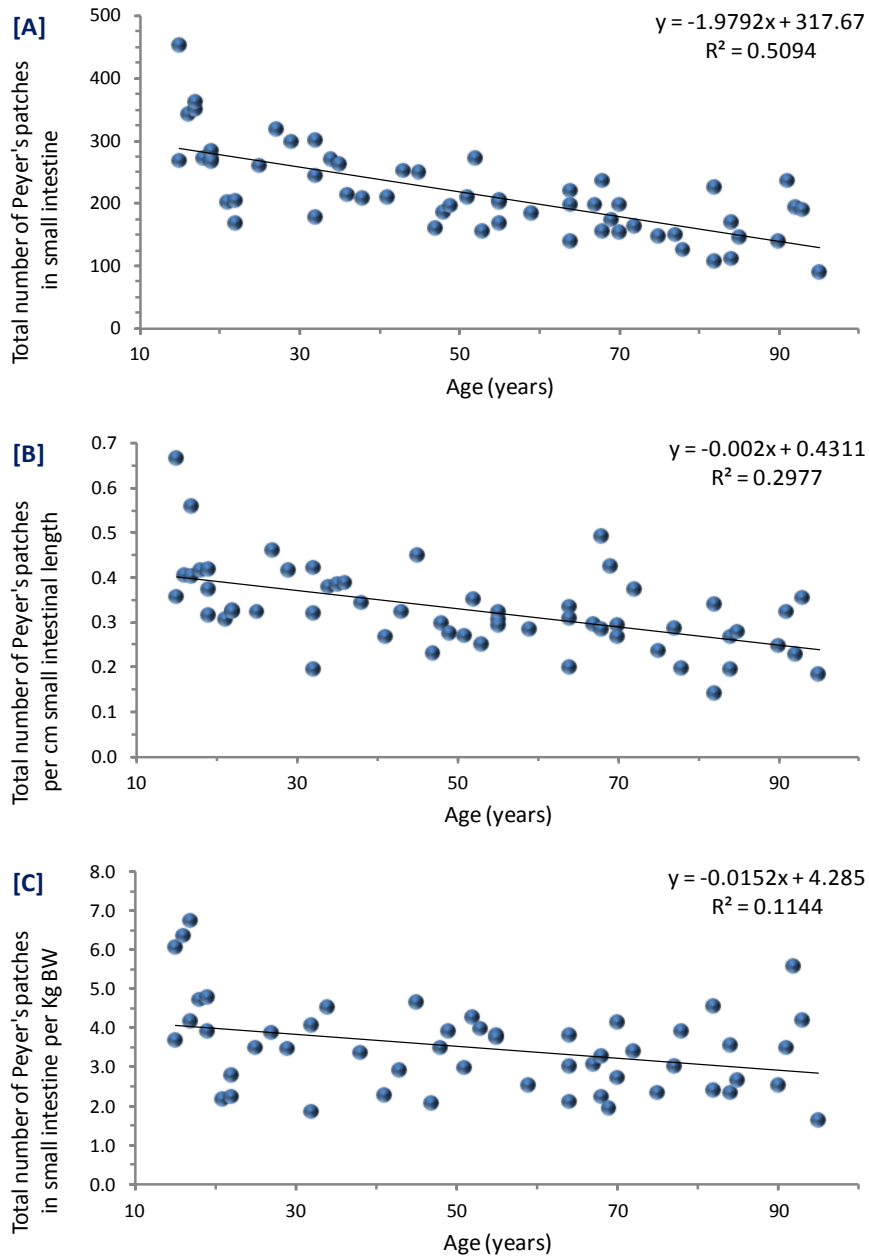 [A]
y = -1.9792x + 317.67
R² = 0.5094
Total number of Peyer's patches
in small intestine
500
400
300
200
100
0
10 30 50 70 90
Age (years)
[B]
y = -0.002x + 0.4311
R² = 0.2977
Total number of Peyer's patches
per cm small intestinal length
0.7
0.6
0.5
0.4
0.3
0.2
0.1
0.0
10 30 50 70 90
Age (years)
[C]
y = -0.0152x + 4.285
R² = 0.1144
Total number of Peyer's patches
in small intestine per Kg BW
8.0
7.0
6.0
5.0
4.0
3.0
2.0
1.0
0.0
10 30 50 70 90
Age (years)